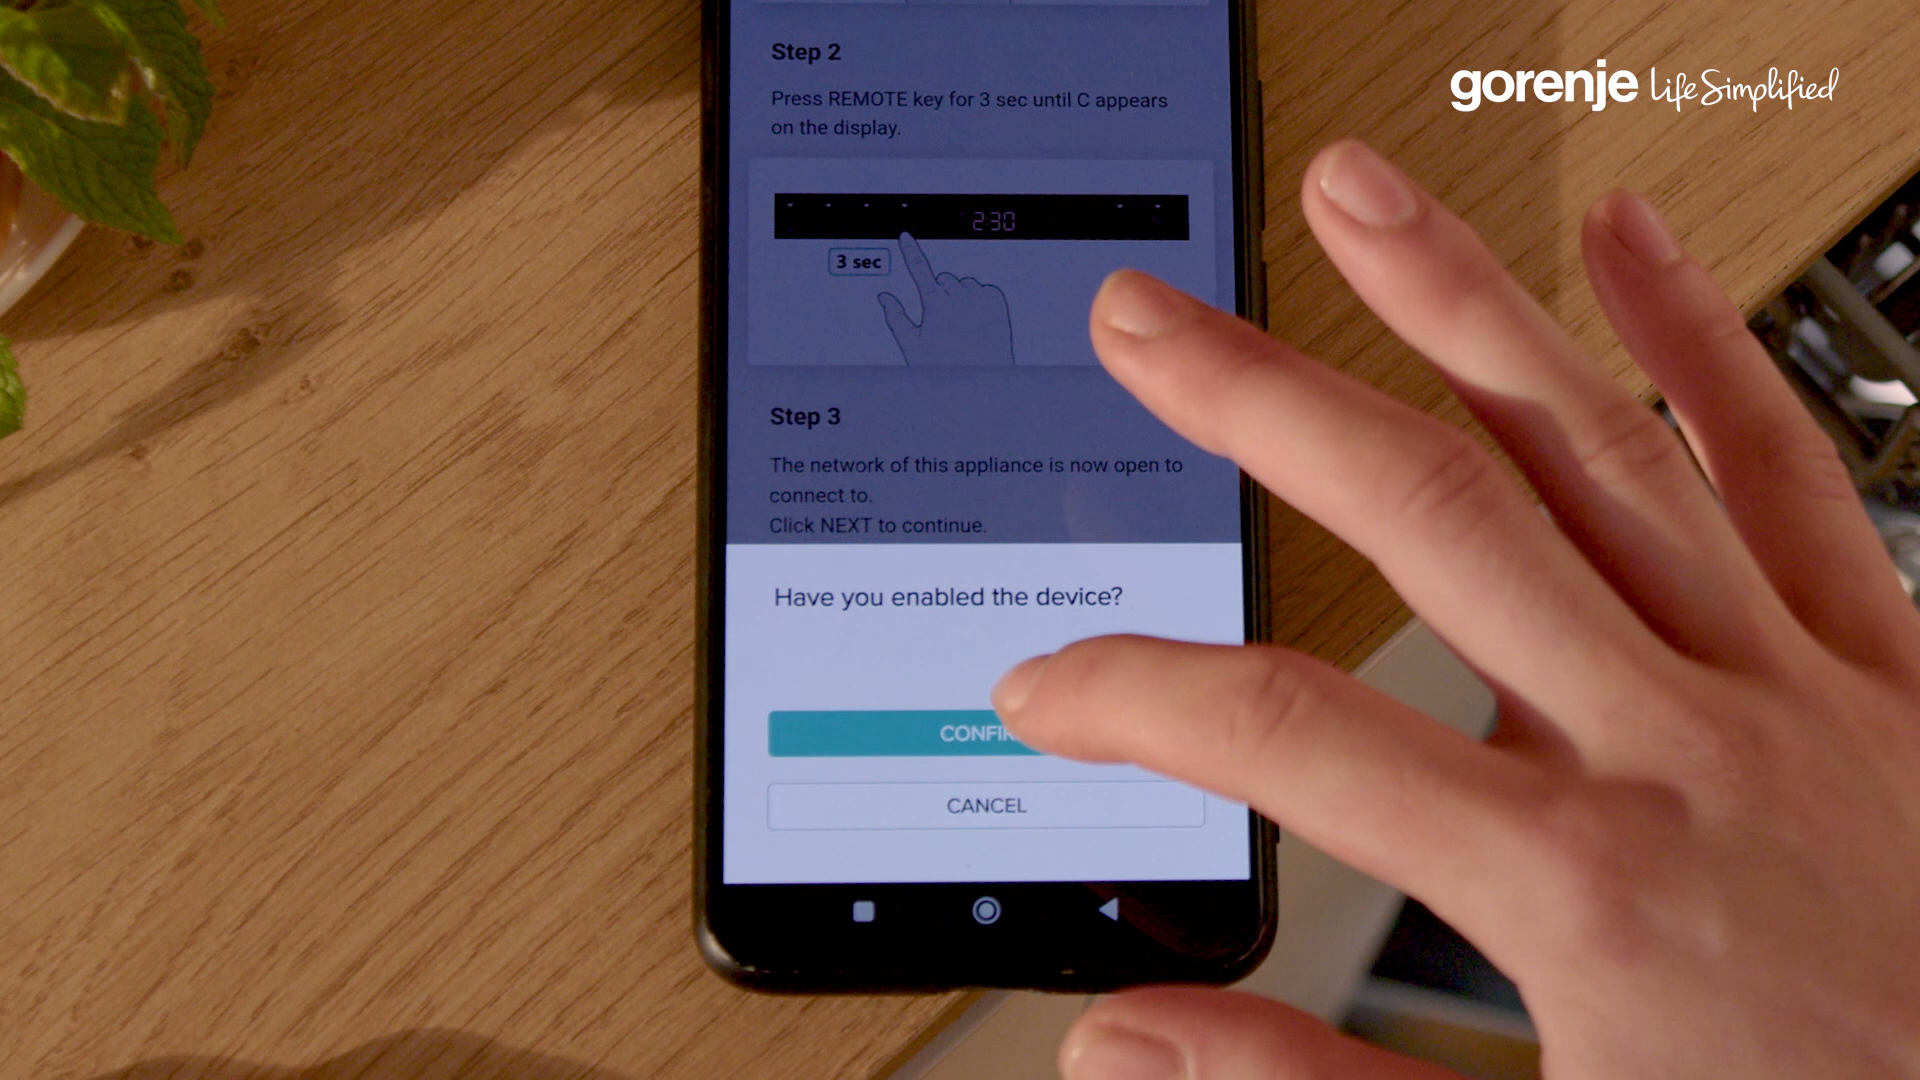 gorenje Life Simplified
Step 2
Press REMOTE key for 3 sec until C appears
on the display.
2:30
3 sec
Step 3
The network of this appliance is now open to
connect to.
Click NEXT to continue.
Have you enabled the device?
CONFIR
CANCEL